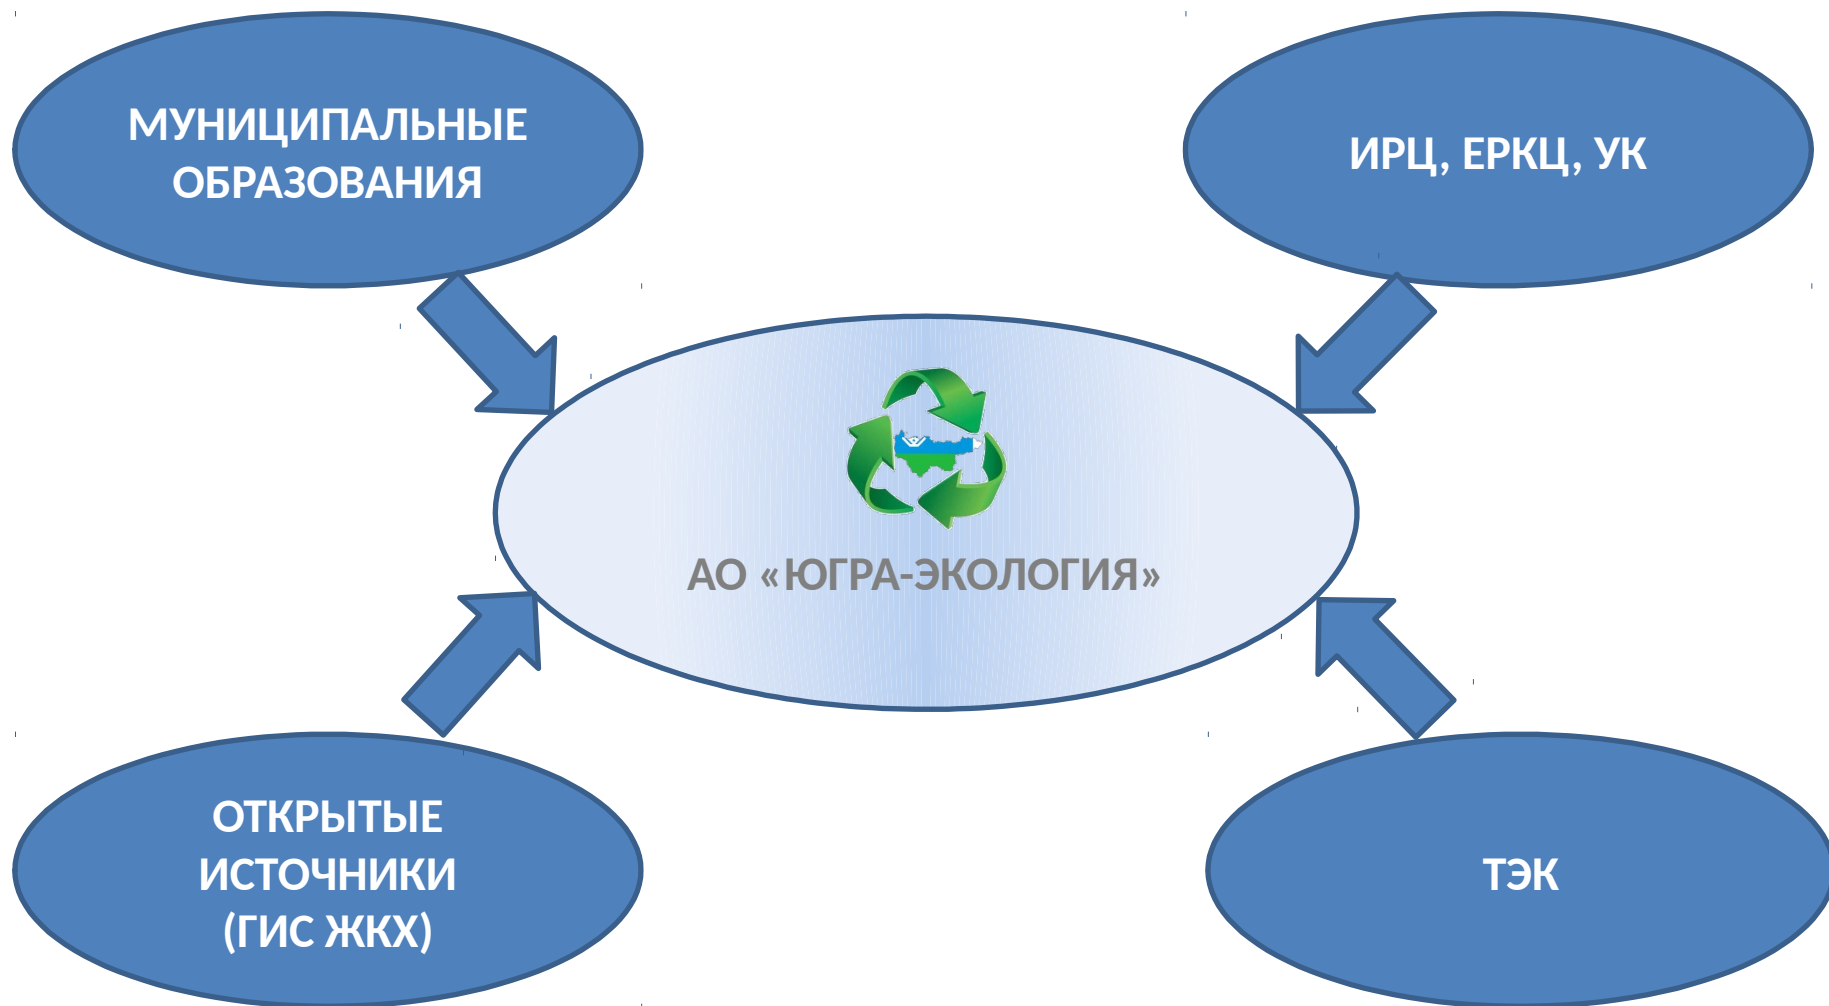 МУНИЦИПАЛЬНЫЕ
ОБРАЗОВАНИЯ
ИРЦ, ЕРКЦ, УК
АО «ЮГРА-ЭКОЛОГИЯ»
ОТКРЫТЫЕ
ИСТОЧНИКИ
(ГИС ЖКХ)
ТЭК